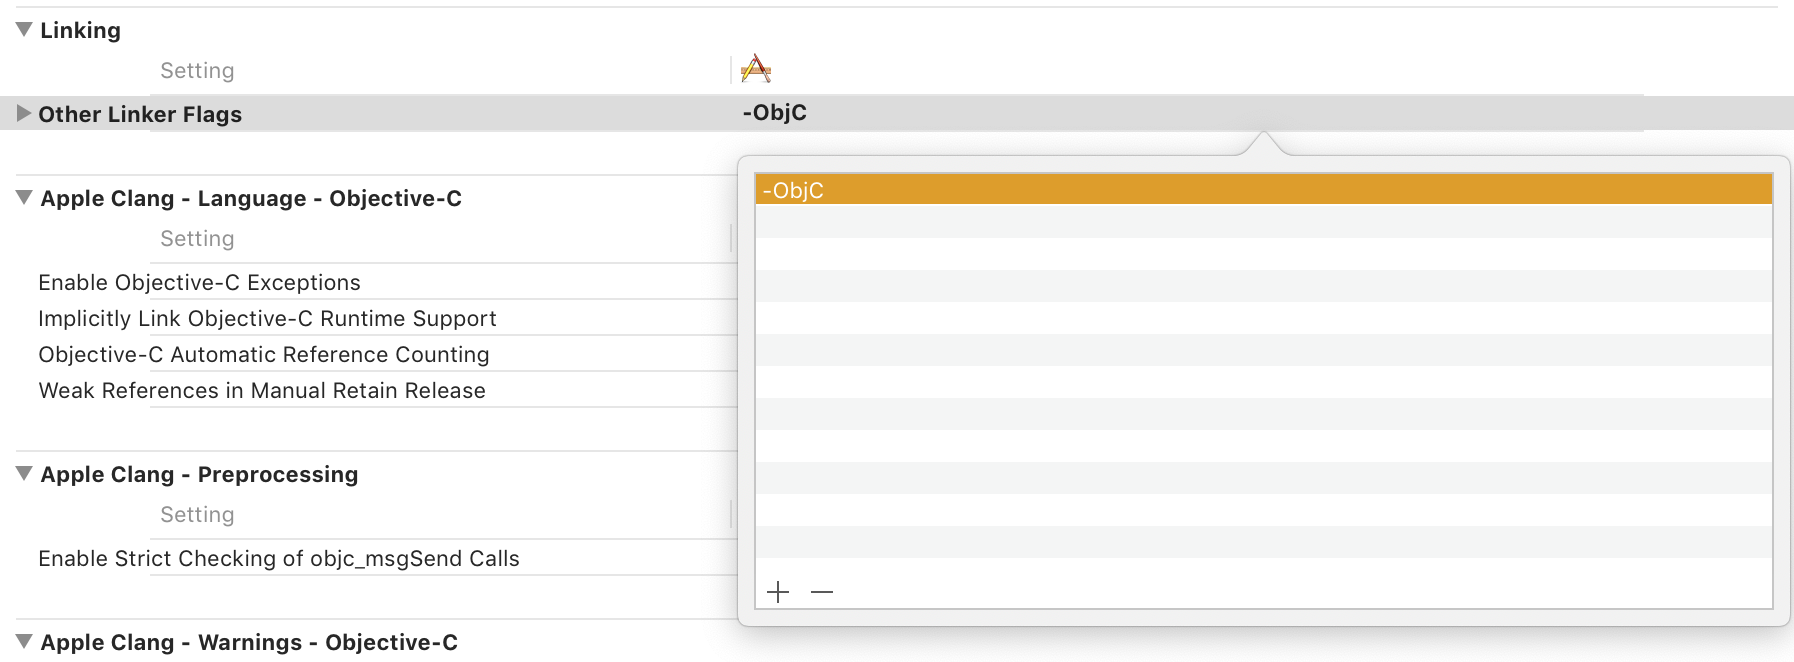 Linking
Setting
Other Linker Flags -ObjC
-ObjC
Apple Clang - Language - Objective-C
Setting
Enable Objective-C Exceptions
Implicitly Link Objective-C Runtime Support
Objective-C Automatic Reference Counting
Weak References in Manual Retain Release
Apple Clang - Preprocessing
Setting
Enable Strict Checking of objc_msgSend Calls
Apple Clang - Warnings - Objective-C